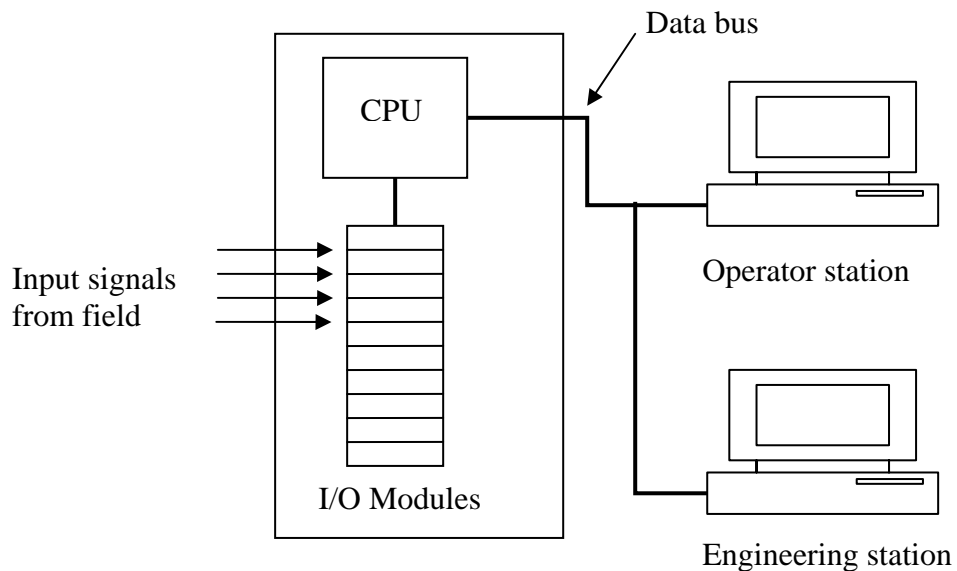 Data bus
CPU
Operator station
Input signals
from field
I/O Modules
Engineering station